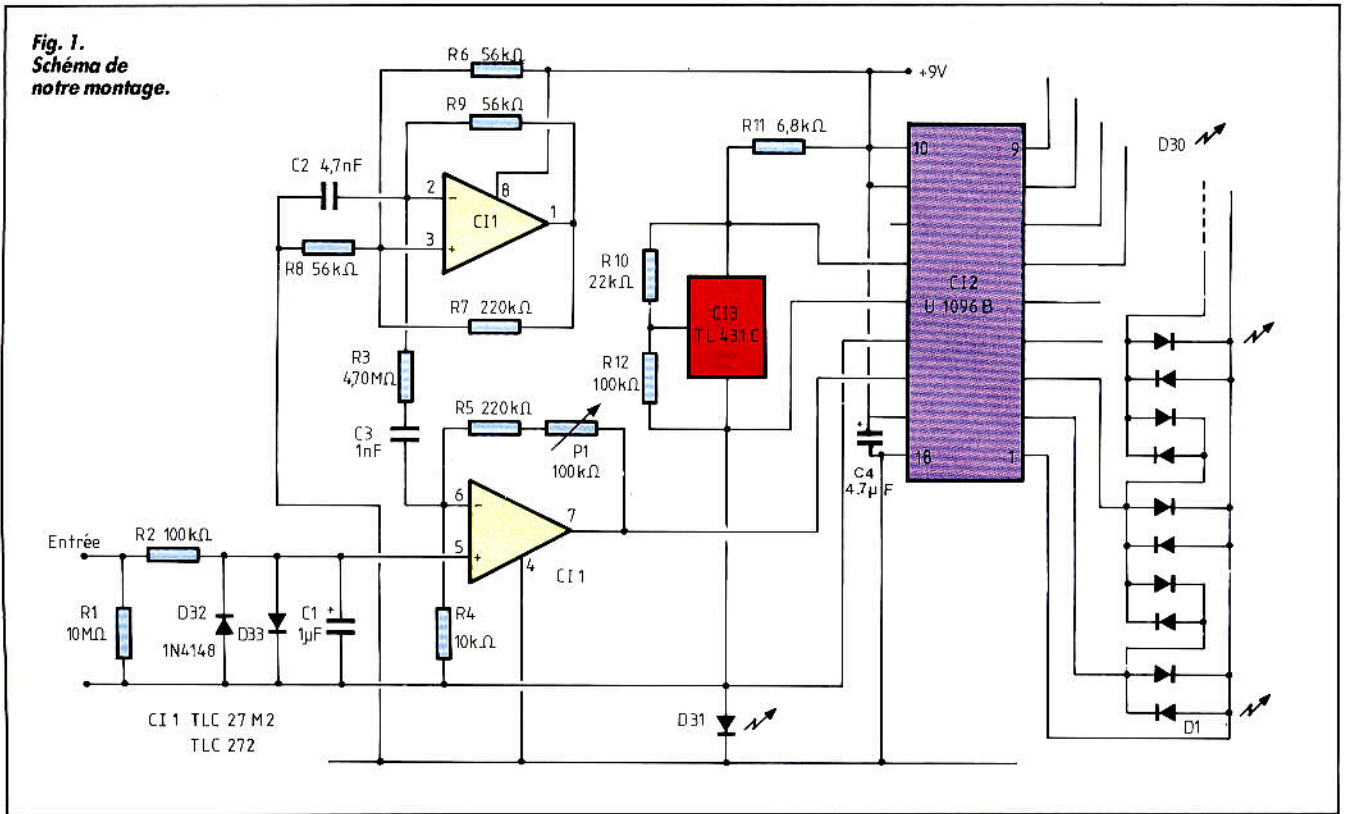 Fig. 1.
Schéma de
notre montage.
R6 56kΩ
+9V
R9 56kΩ
R11 6,8kΩ
10
9
D30
C2 4,7nF
2
−
8
CI1
1
3
+
R8 56kΩ
R10
22kΩ
CI2
U 1096 B
CI3
TL 431 C
R7 220kΩ
R3
4,70MΩ
R12
100kΩ
R5 220kΩ
C3
1nF
P1
100kΩ
+
18
1
C4
4.7µF
6
−
7
Entrée
R2 100kΩ
5
+
4
CI1
R1
10MΩ
D32
1N4148
D33
C1
1µF
+
R4
10kΩ
D31
D1
CI 1 TLC 27 M2
TLC 272